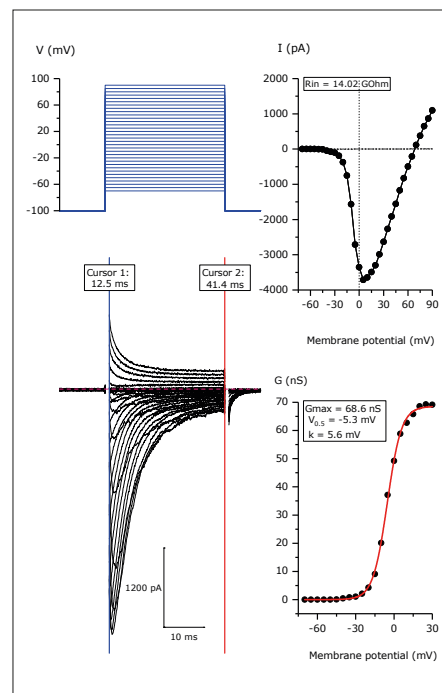 V (mV)
100
60
20
-20
-60
-100
Cursor 1:
12.5 ms
Cursor 2:
41.4 ms
1200 pA
10 ms
I (pA)
Rin = 14.02 GOhm
2000
1000
0
-1000
-2000
-3000
-4000
-60 -30 0 30 60 90
Membrane potential (mV)
G (nS)
Gmax = 68.6 nS
V0.5 = -5.3 mV
k = 5.6 mV
70
60
50
40
30
20
10
0
-60 -30 0 30
Membrane potential (mV)